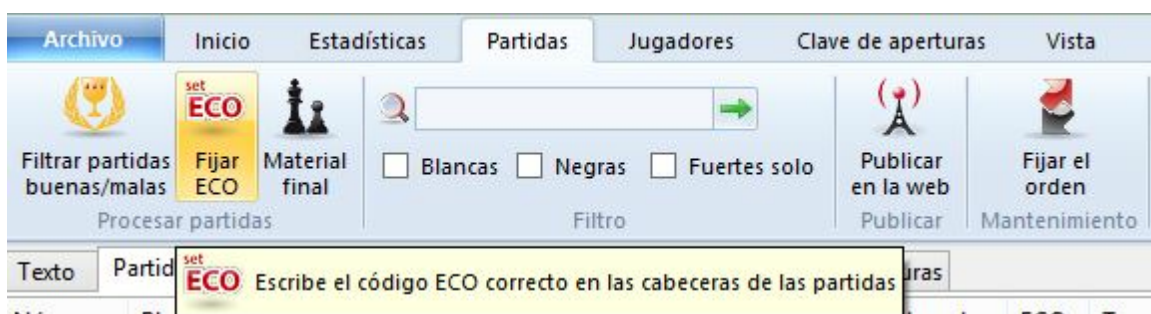 Archivo Inicio Estadísticas Partidas Jugadores Clave de aperturas Vista
set
ECO
Filtrar partidas buenas/malas
Fijar ECO
Material final
Blancas Negras Fuertes solo
Publicar en la web
Fijar el orden
Procesar partidas Filtro Publicar Mantenimiento
Texto Partid uras
set
ECO Escribe el código ECO correcto en las cabeceras de las partidas